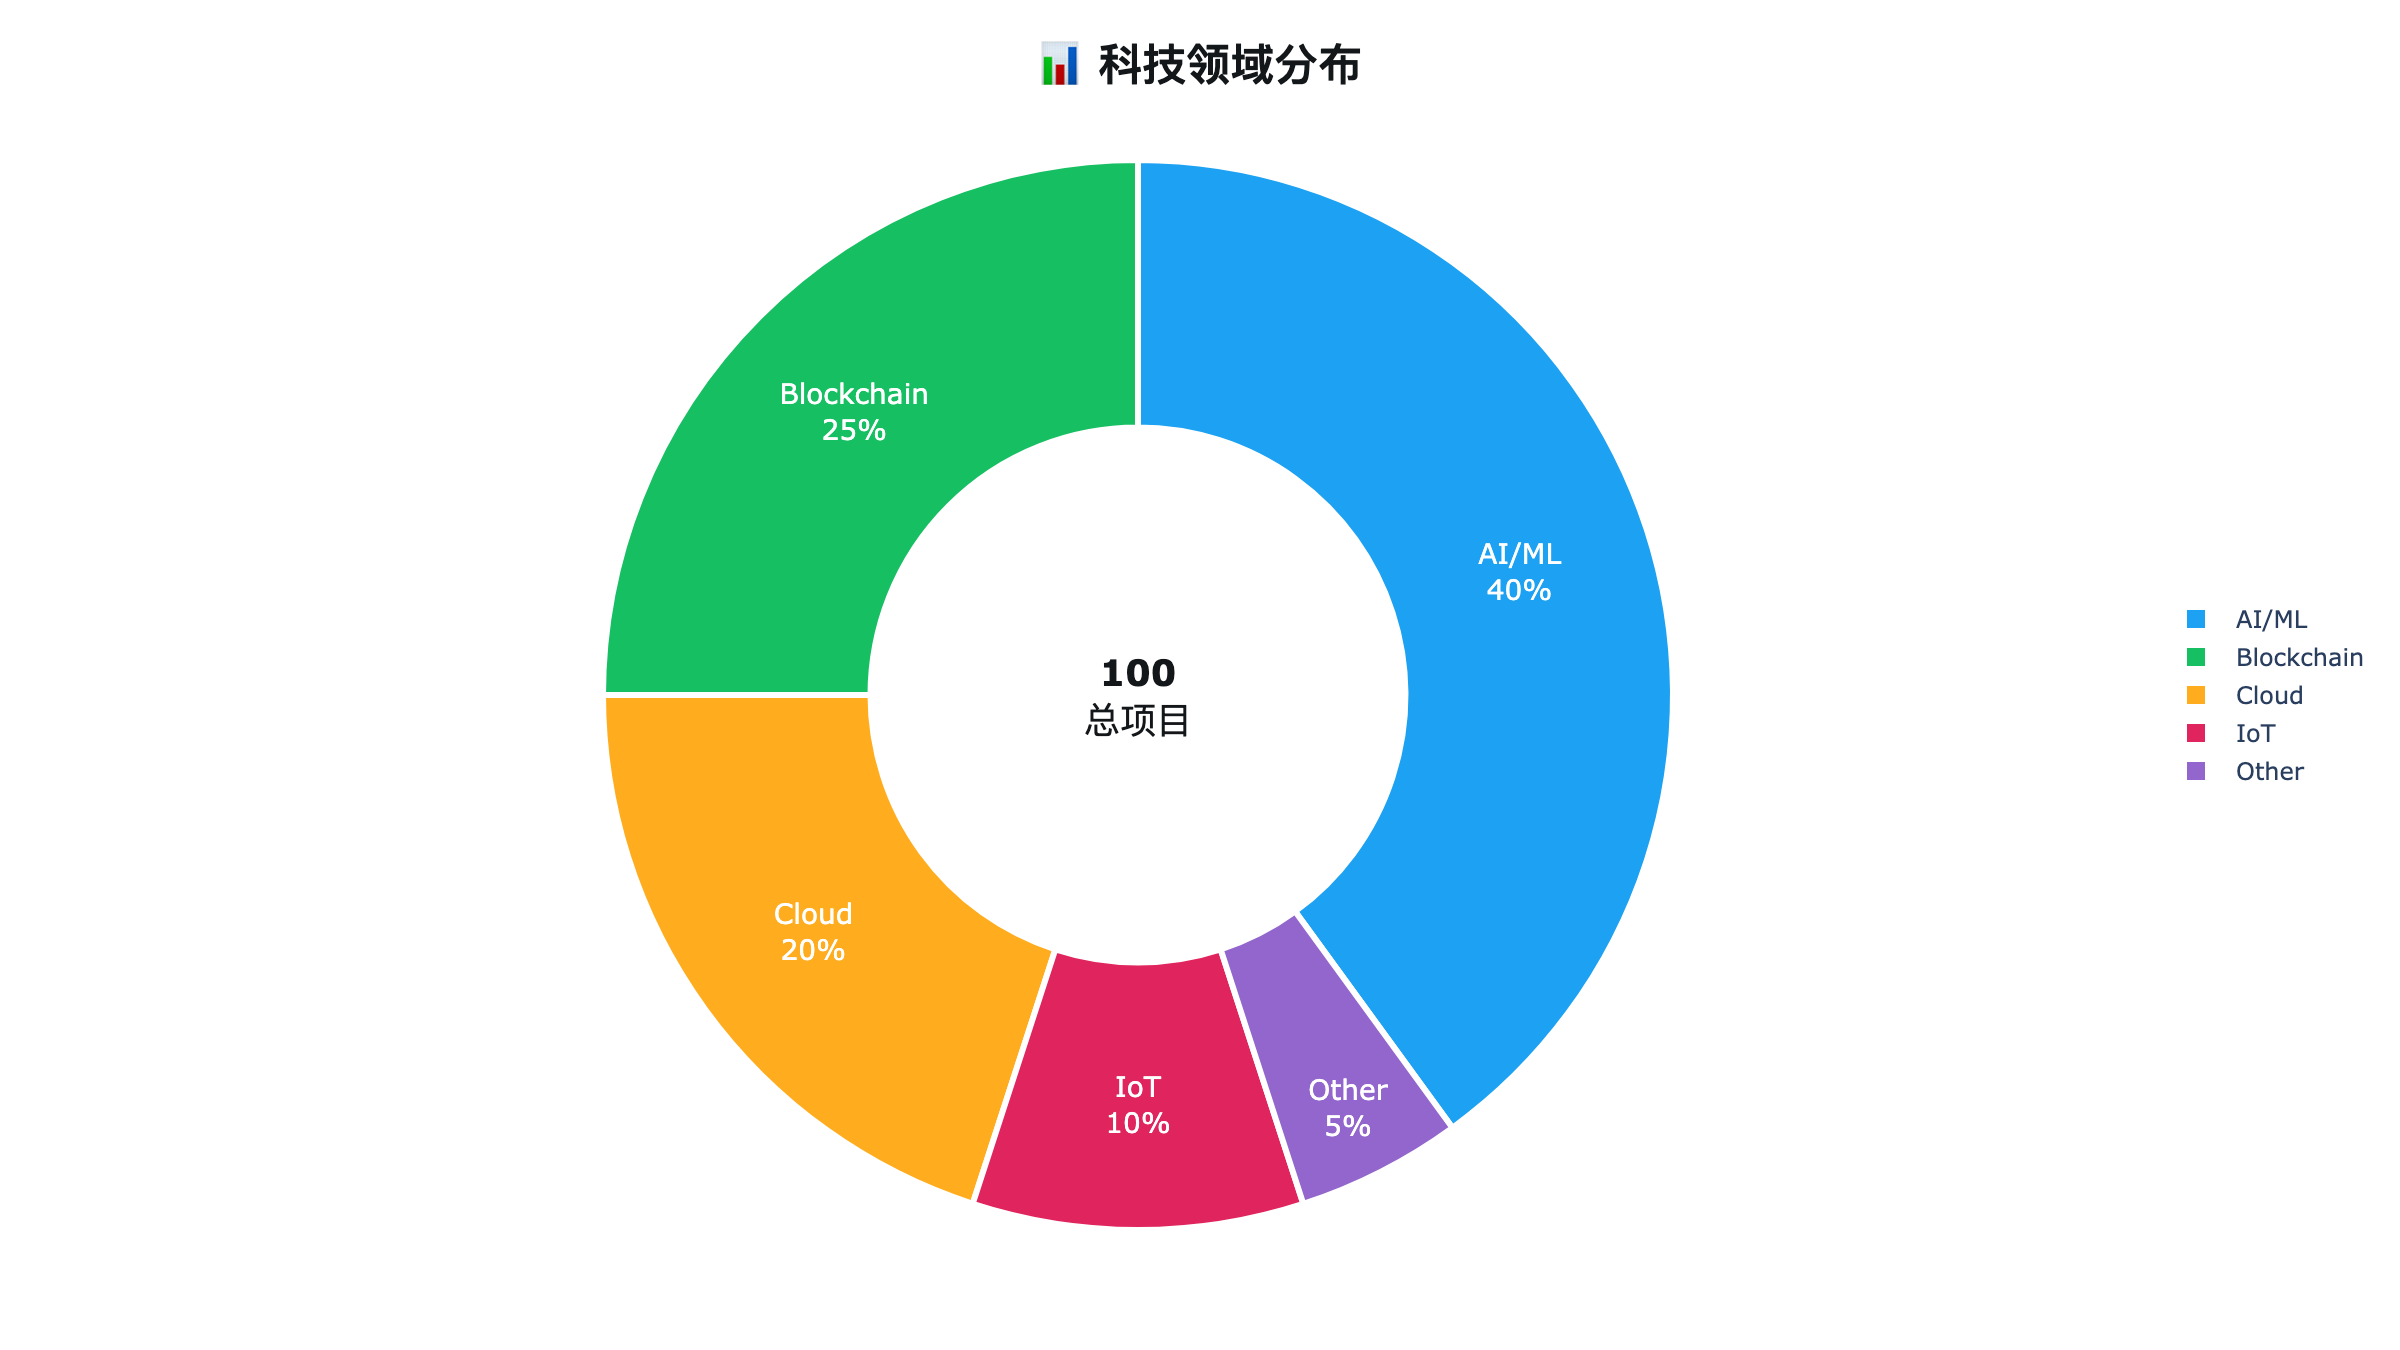 📊 科技领域分布
Blockchain
25%
AI/ML
40%
100
总项目
Cloud
20%
IoT
10%
Other
5%
AI/ML
Blockchain
Cloud
IoT
Other